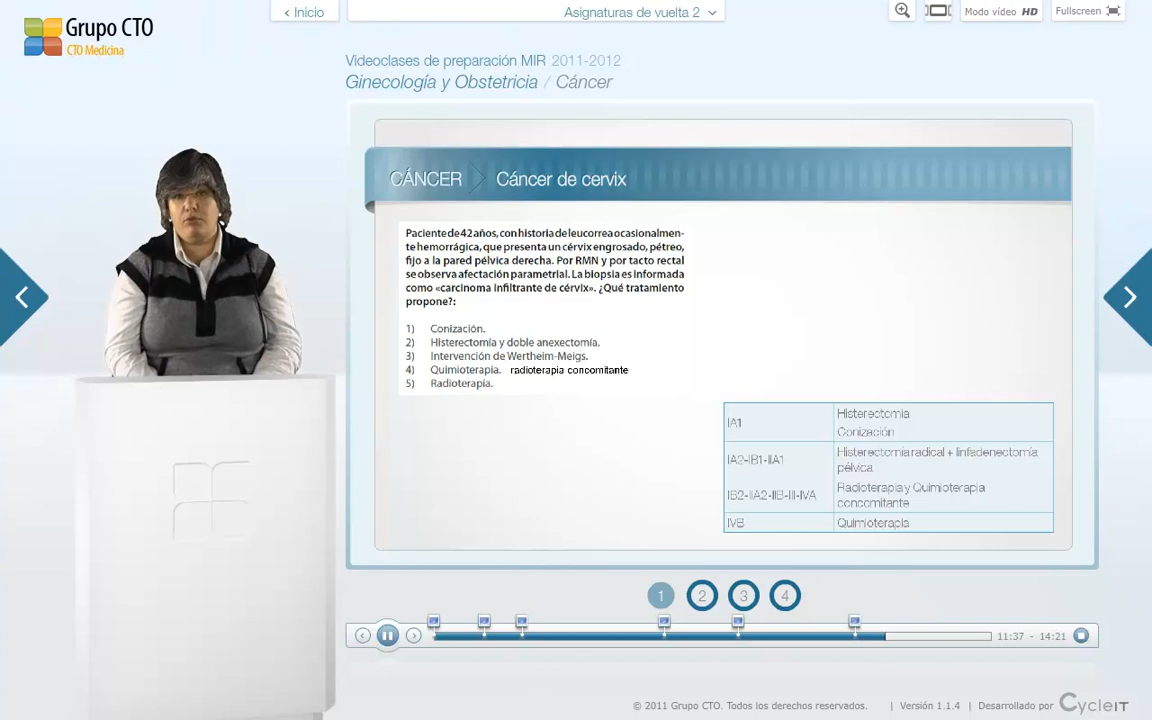 Grupo CTO
CTO Medicina
‹ Inicio
Asignaturas de vuelta 2
Modo vídeo HD
Fullscreen
Videoclases de preparación MIR 2011-2012
Ginecología y Obstetricia / Cáncer
CÁNCER
Cáncer de cervix
Paciente de 42 años, con historia de leucorrea ocasionalmen-
te hemorrágica, que presenta un cérvix engrosado, pétreo,
fijo a la pared pélvica derecha. Por RMN y por tacto rectal
se observa afectación parametrial. La biopsia es informada
como «carcinoma infiltrante de cérvix». ¿Qué tratamiento
propone?:
1) Conización.
2) Histerectomía y doble anexectomía.
3) Intervención de Wertheim-Meigs.
4) Quimioterapia. radioterapia concomitante
5) Radioterapia.
IA1
Histerectomía
Conización
IA2-IB1-IIA1
Histerectomía radical + linfadenectomía
pélvica
IB2-IIA2-IIB-III-IVA
Radioterapia y Quimioterapia
concomitante
IVB
Quimioterapia
1 2 3 4
11:37 - 14:21
© 2011 Grupo CTO. Todos los derechos reservados. | Versión 1.1.4 | Desarrollado por CycleIT